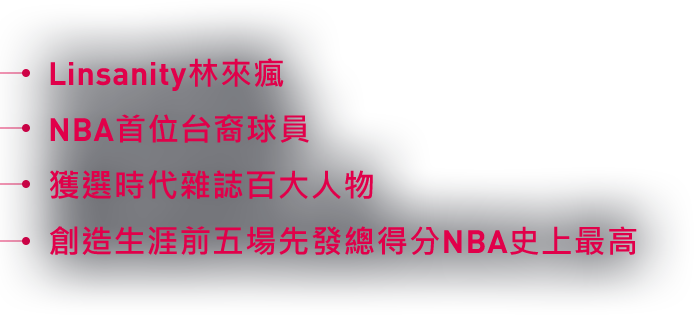 Linsanity林來瘋
NBA首位台裔球員
獲選時代雜誌百大人物
創造生涯前五場先發總得分NBA史上最高